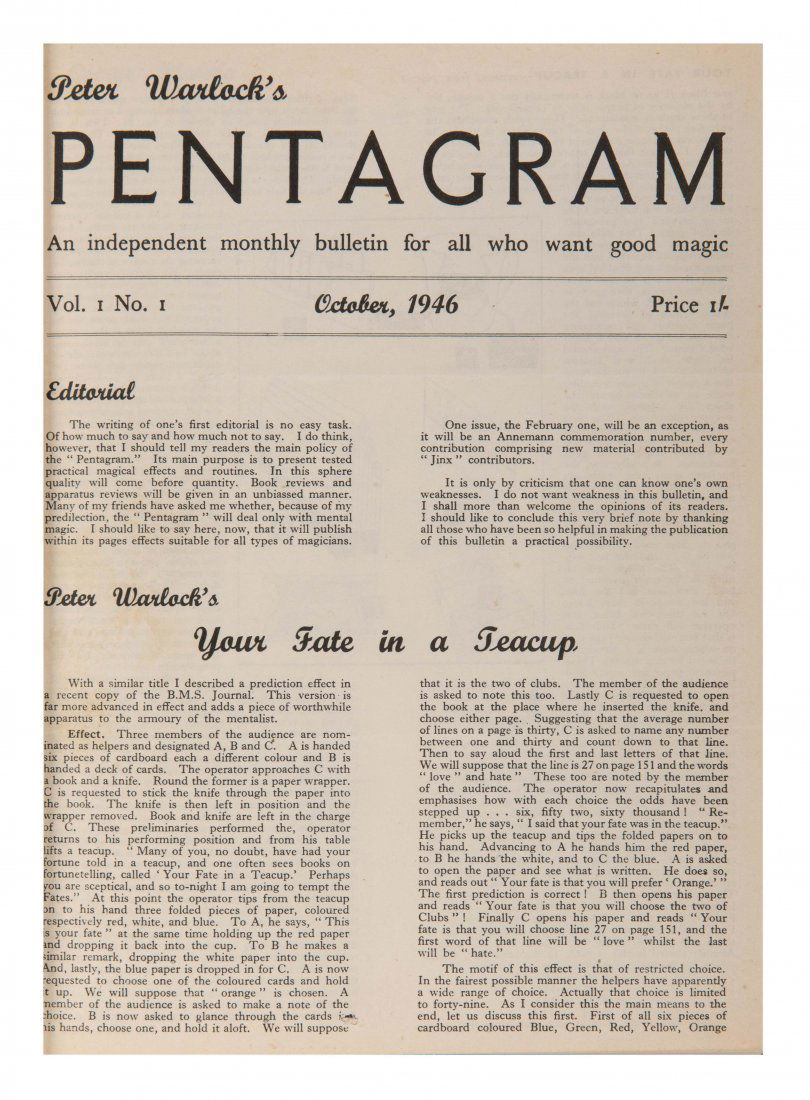 Peter Warlock's
PENTAGRAM
An independent monthly bulletin for all who want good magic
Vol. 1 No. 1 October, 1946 Price 1/-
Editorial
The writing of one's first editorial is no easy task.
Of how much to say and how much not to say. I do think,
however, that I should tell my readers the main policy of
the “ Pentagram.” Its main purpose is to present tested
practical magical effects and routines. In this sphere
quality will come before quantity. Book reviews and
apparatus reviews will be given in an unbiassed manner.
Many of my friends have asked me whether, because of my
predilection, the “ Pentagram ” will deal only with mental
magic. I should like to say here, now, that it will publish
within its pages effects suitable for all types of magicians.
One issue, the February one, will be an exception, as
it will be an Annemann commemoration number, every
contribution comprising new material contributed by
“ Jinx ” contributors.
It is only by criticism that one can know one's own
weaknesses. I do not want weakness in this bulletin, and
I shall more than welcome the opinions of its readers.
I should like to conclude this very brief note by thanking
all those who have been so helpful in making the publication
of this bulletin a practical possibility.
Peter Warlock's
Your Fate in a Teacup
With a similar title I described a prediction effect in
a recent copy of the B.M.S. Journal. This version is
far more advanced in effect and adds a piece of worthwhile
apparatus to the armoury of the mentalist.
Effect. Three members of the audience are nom-
inated as helpers and designated A, B and C. A is handed
six pieces of cardboard each a different colour and B is
handed a deck of cards. The operator approaches C with
a book and a knife. Round the former is a paper wrapper.
C is requested to stick the knife through the paper into
the book. The knife is then left in position and the
wrapper removed. Book and knife are left in the charge
of C. These preliminaries performed the, operator
returns to his performing position and from his table
lifts a teacup. “ Many of you, no doubt, have had your
fortune told in a teacup, and one often sees books on
fortunetelling, called ‘ Your Fate in a Teacup.’ Perhaps
you are sceptical, and so to-night I am going to tempt the
Fates.” At this point the operator tips from the teacup
on to his hand three folded pieces of paper, coloured
respectively red, white, and blue. To A, he says, “ This
is your fate ” at the same time holding up the red paper
and dropping it back into the cup. To B he makes a
similar remark, dropping the white paper into the cup.
And, lastly, the blue paper is dropped in for C. A is now
requested to choose one of the coloured cards and hold
it up. We will suppose that “ orange ” is chosen. A
member of the audience is asked to make a note of the
choice. B is now asked to glance through the cards in
his hands, choose one, and hold it aloft. We will suppose
that it is the two of clubs. The member of the audience
is asked to note this too. Lastly C is requested to open
the book at the place where he inserted the knife. and
choose either page. Suggesting that the average number
of lines on a page is thirty, C is asked to name any number
between one and thirty and count down to that line.
Then to say aloud the first and last letters of that line.
We will suppose that the line is 27 on page 151 and the words
“ love ” and hate ” These too are noted by the member
of the audience. The operator now recapitulates and
emphasises how with each choice the odds have been
stepped up . . . six, fifty two, sixty thousand ! “ Re-
member,” he says, “ I said that your fate was in the teacup.”
He picks up the teacup and tips the folded papers on to
his hand. Advancing to A he hands him the red paper,
to B he hands the white, and to C the blue. A is asked
to open the paper and see what is written. He does so,
and reads out “ Your fate is that you will prefer ‘ Orange.’ ”
The first prediction is correct ! B then opens his paper
and reads “ Your fate is that you will choose the two of
Clubs ” ! Finally C opens his paper and reads “ Your
fate is that you will choose line 27 on page 151, and the
first word of that line will be “ love ” whilst the last
will be “ hate.”
The motif of this effect is that of restricted choice.
In the fairest possible manner the helpers have apparently
a wide range of choice. Actually that choice is limited
to forty-nine. As I consider this the main means to the
end, let us discuss this first. First of all six pieces of
cardboard coloured Blue, Green, Red, Yellow, Orange